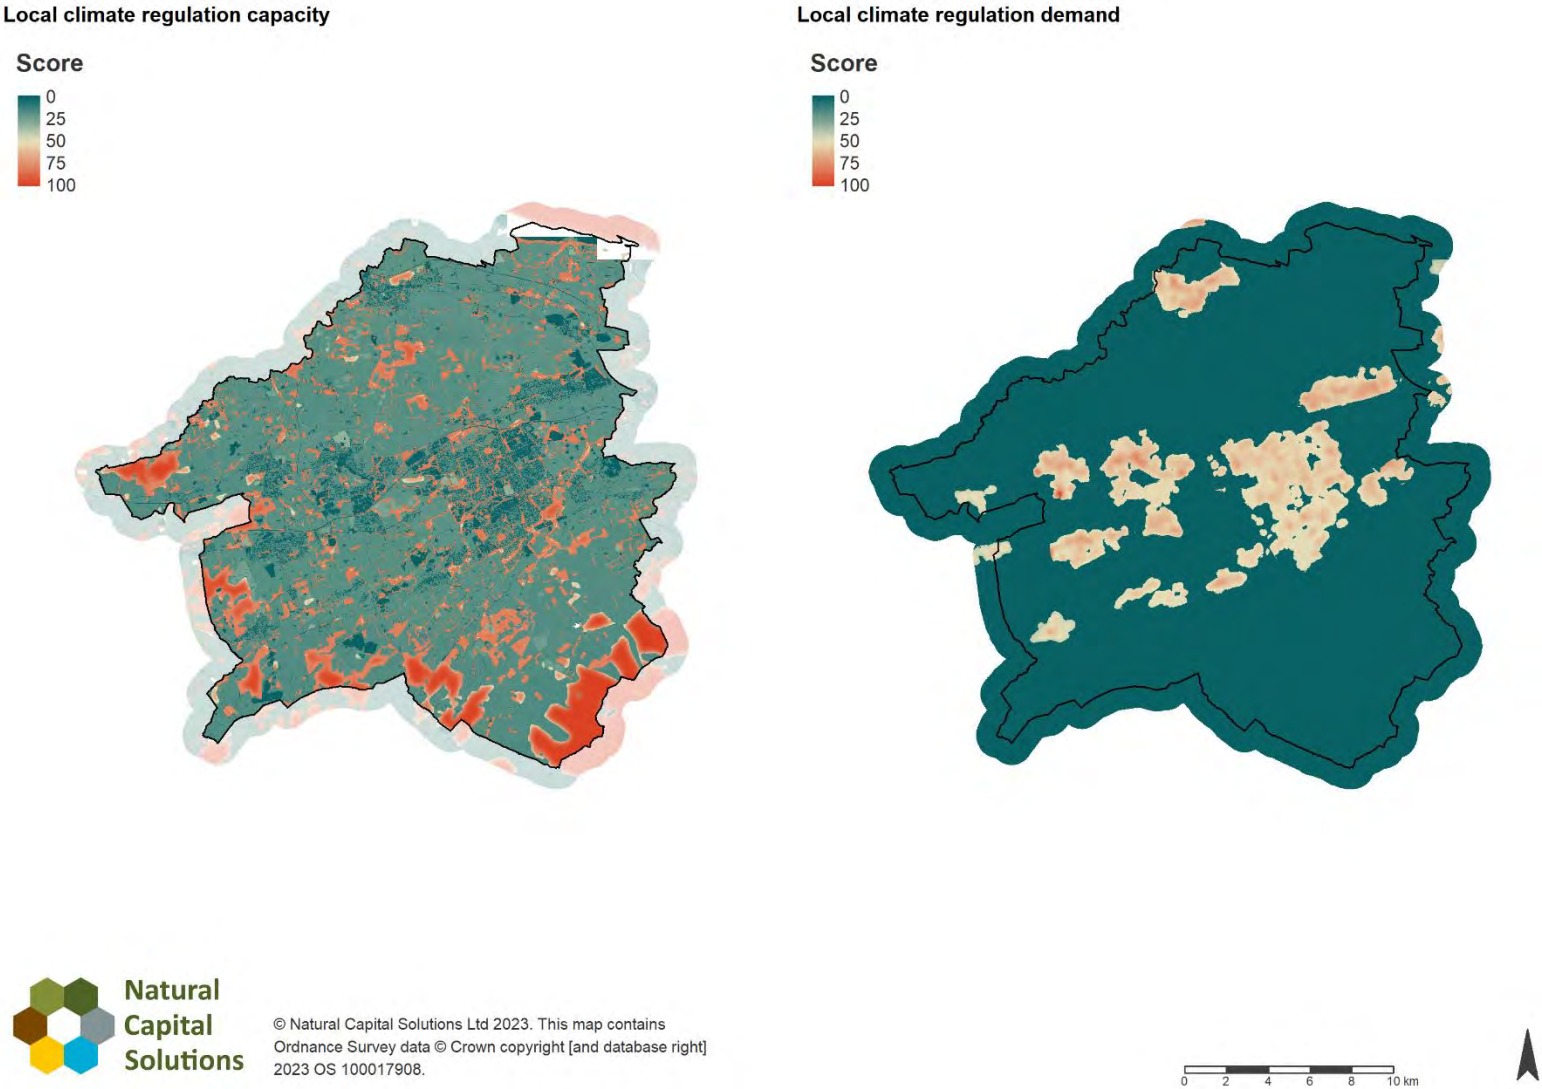 Local climate regulation capacity
Score
0
25
50
75
100
Local climate regulation demand
Score
0
25
50
75
100
Natural
Capital
Solutions
© Natural Capital Solutions Ltd 2023. This map contains
Ordnance Survey data © Crown copyright [and database right]
2023 OS 100017908.
0 2 4 6 8 10 km